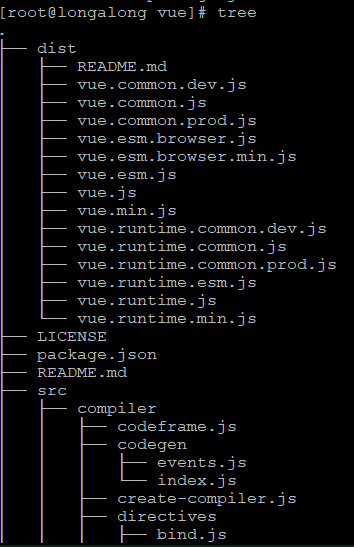 [root@longalong vue]# tree
.
├── dist
│   ├── README.md
│   ├── vue.common.dev.js
│   ├── vue.common.js
│   ├── vue.common.prod.js
│   ├── vue.esm.browser.js
│   ├── vue.esm.browser.min.js
│   ├── vue.esm.js
│   ├── vue.js
│   ├── vue.min.js
│   ├── vue.runtime.common.dev.js
│   ├── vue.runtime.common.js
│   ├── vue.runtime.common.prod.js
│   ├── vue.runtime.esm.js
│   ├── vue.runtime.js
│   └── vue.runtime.min.js
├── LICENSE
├── package.json
├── README.md
├── src
│   ├── compiler
│   │   ├── codeframe.js
│   │   ├── codegen
│   │   │   ├── events.js
│   │   │   └── index.js
│   │   ├── create-compiler.js
│   │   ├── directives
│   │   │   ├── bind.js